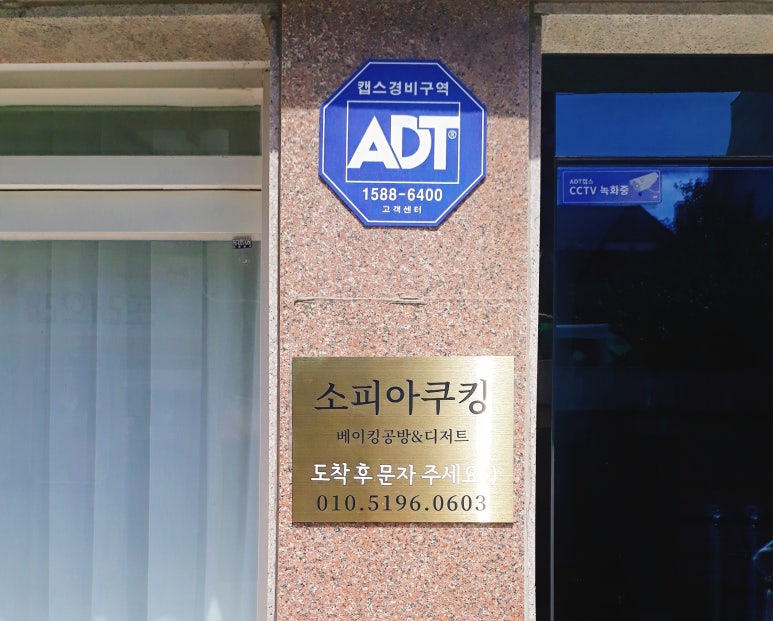 캡스경비구역
ADT®
1588-6400
고객센터
ADT캡스
CCTV 녹화중
소피아쿠킹
베이킹공방&디저트
도착 후 문자 주세요:)
010.5196.0603